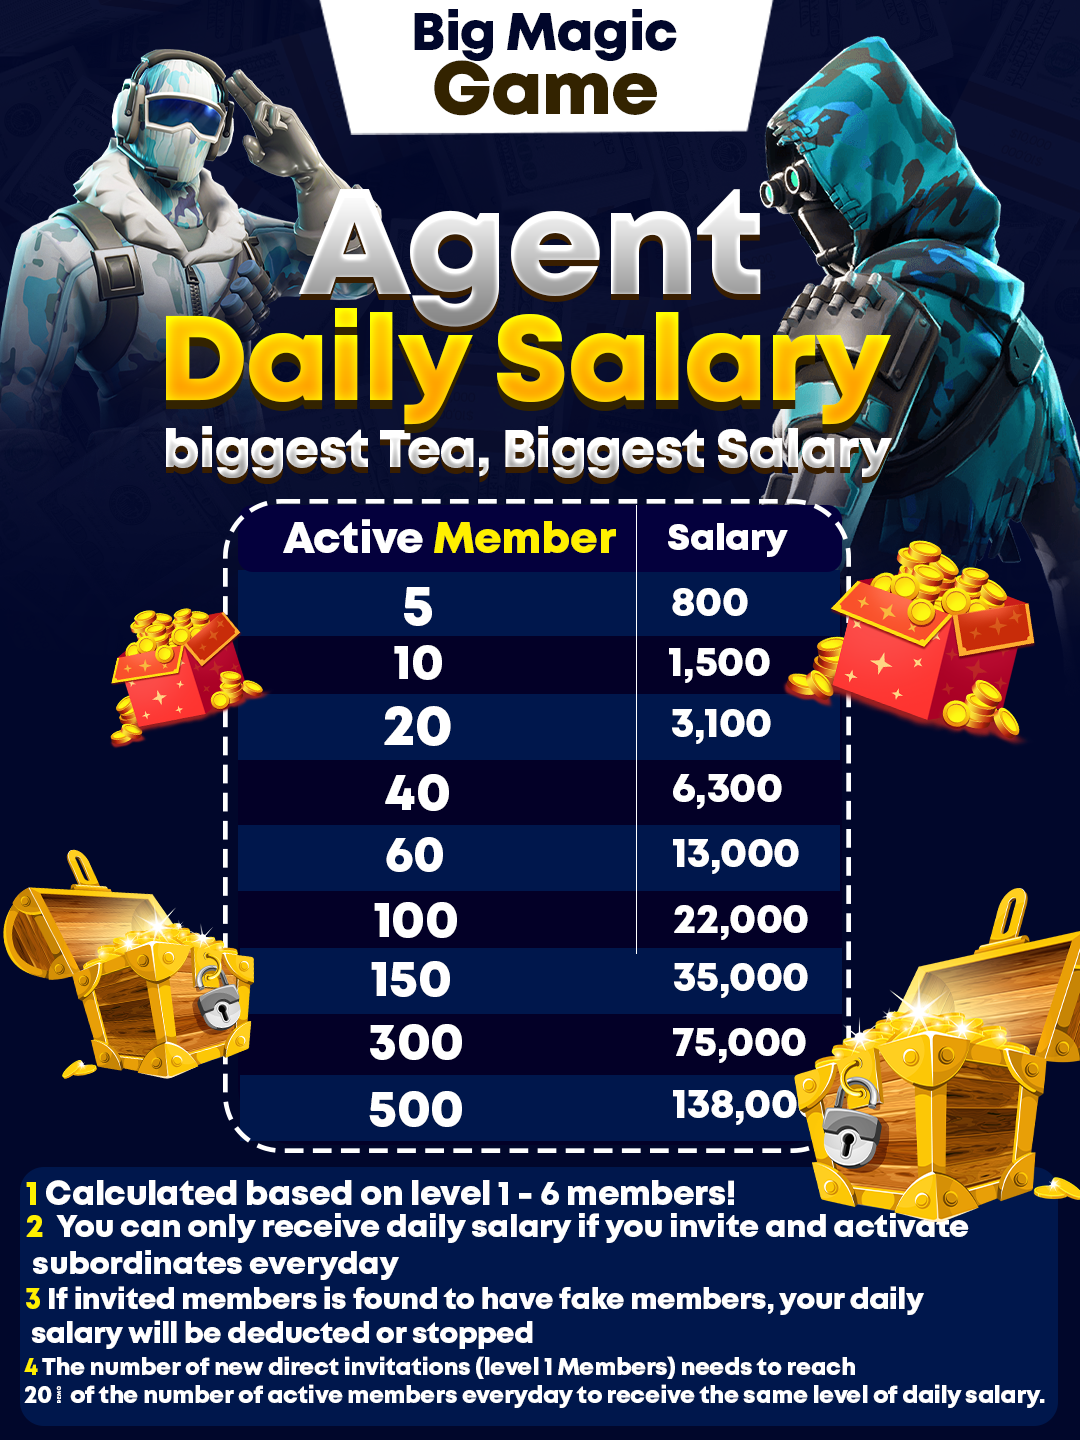 Big Magic
Game
Agent
Daily Salary
biggest Tea, Biggest Salary
Active Member Salary
5 800
10 1,500
20 3,100
40 6,300
60 13,000
100 22,000
150 35,000
300 75,000
500 138,00
1 Calculated based on level 1 - 6 members!
2 You can only receive daily salary if you invite and activate
subordinates everyday
3 If invited members is found to have fake members, your daily
salary will be deducted or stopped
4 The number of new direct invitations (level 1 Members) needs to reach
20 of the number of active members everyday to receive the same level of daily salary.